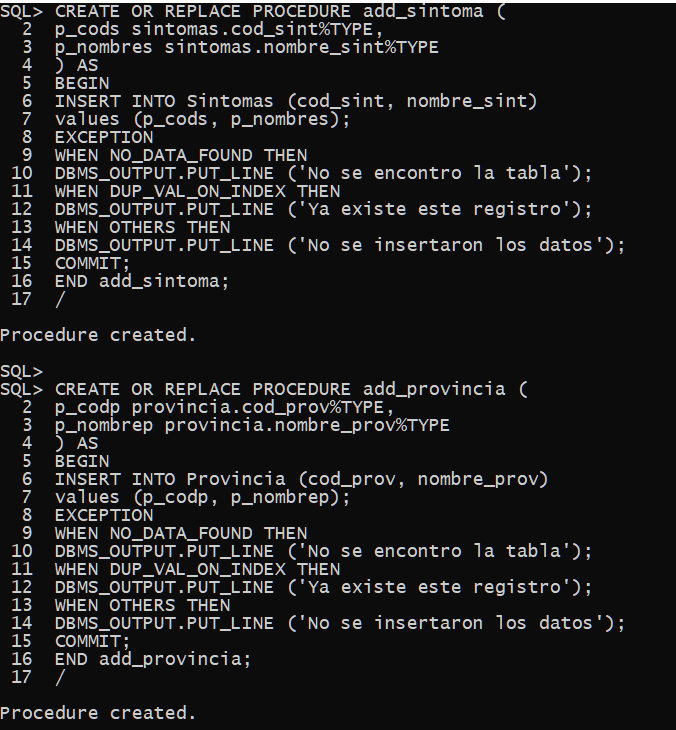 SQL> CREATE OR REPLACE PROCEDURE add_sintoma (
  2  p_cods sintomas.cod_sint%TYPE,
  3  p_nombres sintomas.nombre_sint%TYPE
  4  ) AS
  5  BEGIN
  6  INSERT INTO Sintomas (cod_sint, nombre_sint)
  7  values (p_cods, p_nombres);
  8  EXCEPTION
  9  WHEN NO_DATA_FOUND THEN
 10  DBMS_OUTPUT.PUT_LINE ('No se encontro la tabla');
 11  WHEN DUP_VAL_ON_INDEX THEN
 12  DBMS_OUTPUT.PUT_LINE ('Ya existe este registro');
 13  WHEN OTHERS THEN
 14  DBMS_OUTPUT.PUT_LINE ('No se insertaron los datos');
 15  COMMIT;
 16  END add_sintoma;
 17  /
Procedure created.
SQL>
SQL> CREATE OR REPLACE PROCEDURE add_provincia (
  2  p_codp provincia.cod_prov%TYPE,
  3  p_nombrep provincia.nombre_prov%TYPE
  4  ) AS
  5  BEGIN
  6  INSERT INTO Provincia (cod_prov, nombre_prov)
  7  values (p_codp, p_nombrep);
  8  EXCEPTION
  9  WHEN NO_DATA_FOUND THEN
 10  DBMS_OUTPUT.PUT_LINE ('No se encontro la tabla');
 11  WHEN DUP_VAL_ON_INDEX THEN
 12  DBMS_OUTPUT.PUT_LINE ('Ya existe este registro');
 13  WHEN OTHERS THEN
 14  DBMS_OUTPUT.PUT_LINE ('No se insertaron los datos');
 15  COMMIT;
 16  END add_provincia;
 17  /
Procedure created.